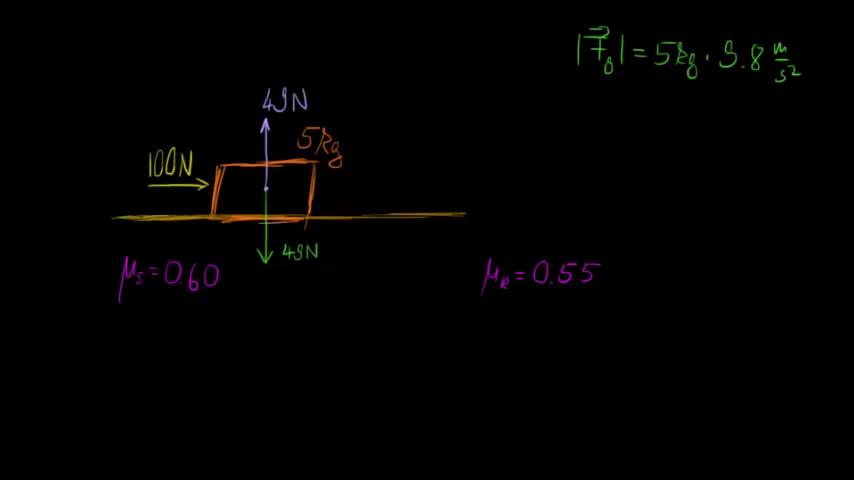 |F⃗g| = 5kg · 9.8 m/s²
49N
5kg
100N
49N
μs = 0.60
μk = 0.55